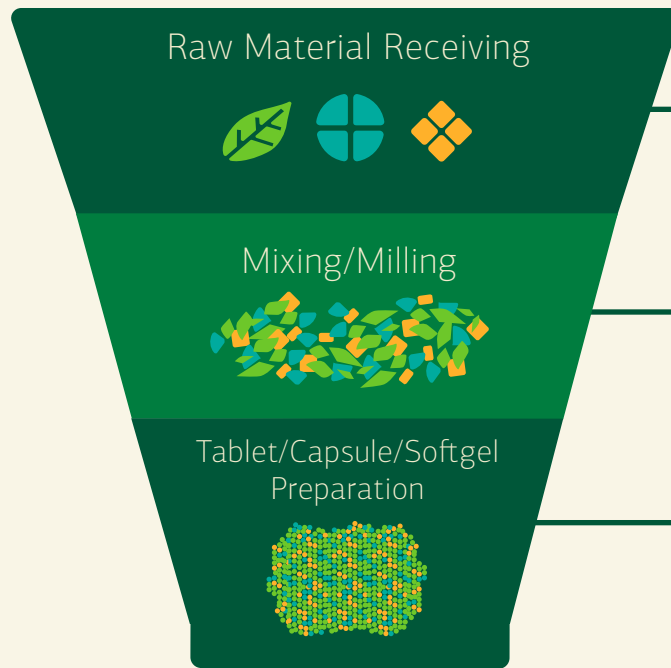 Raw Material Receiving
Mixing/Milling
Tablet/Capsule/Softgel
Preparation